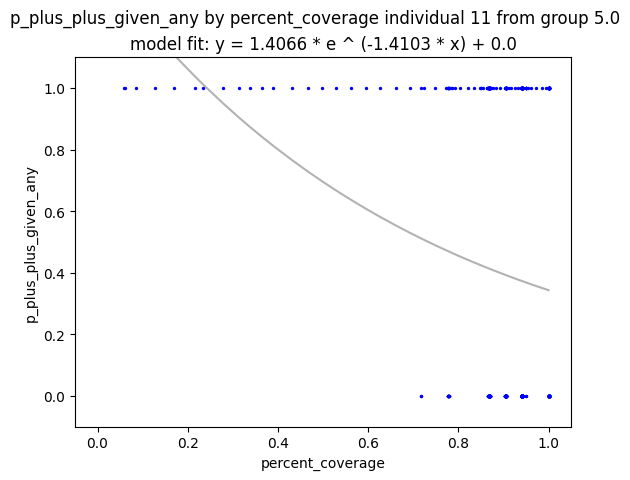 p_plus_plus_given_any by percent_coverage individual 11 from group 5.0
model fit: y = 1.4066 * e ^ (-1.4103 * x) + 0.0
1.0
0.8
0.6
0.4
0.2
0.0
p_plus_plus_given_any
0.0 0.2 0.4 0.6 0.8 1.0
percent_coverage